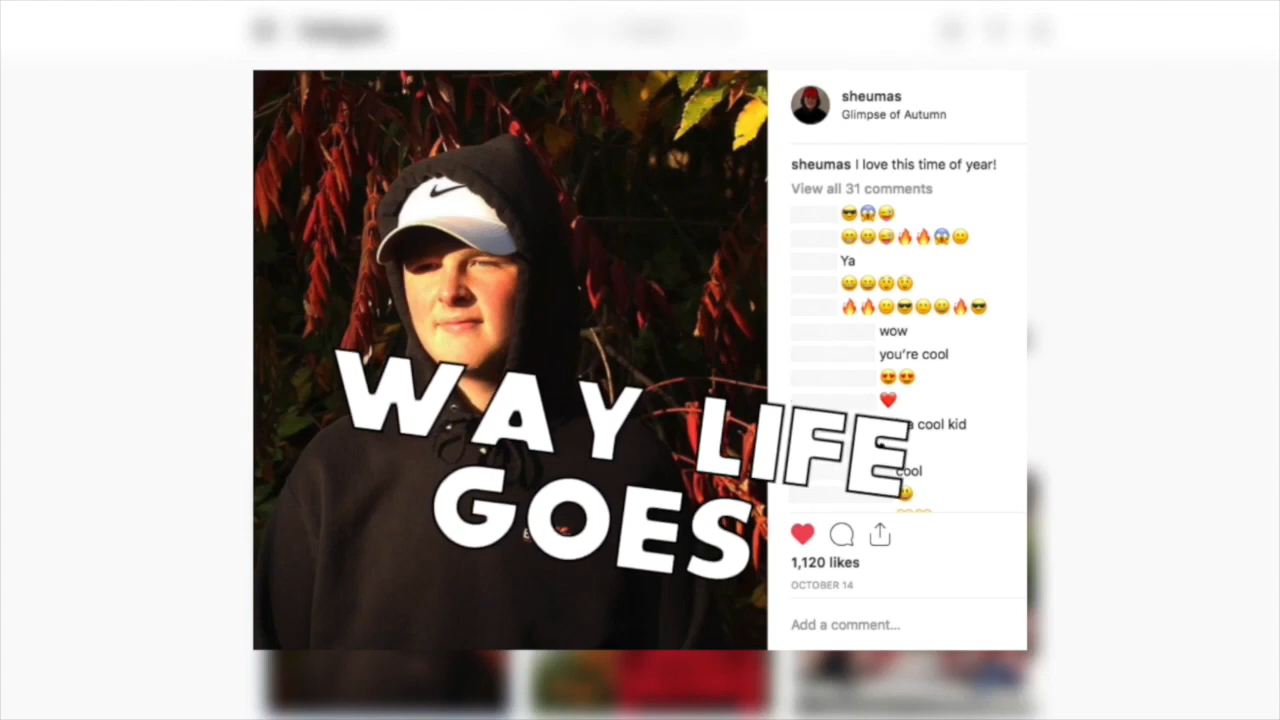 sheumas
Glimpse of Autumn
sheumas I love this time of year!
View all 31 comments
😎😱😜
😁😁😜🔥🔥😱😐
Ya
wow
you're cool
😍😍
❤️
a cool kid
cool
WAY LIFE
GOES
1,120 likes
OCTOBER 14
Add a comment...